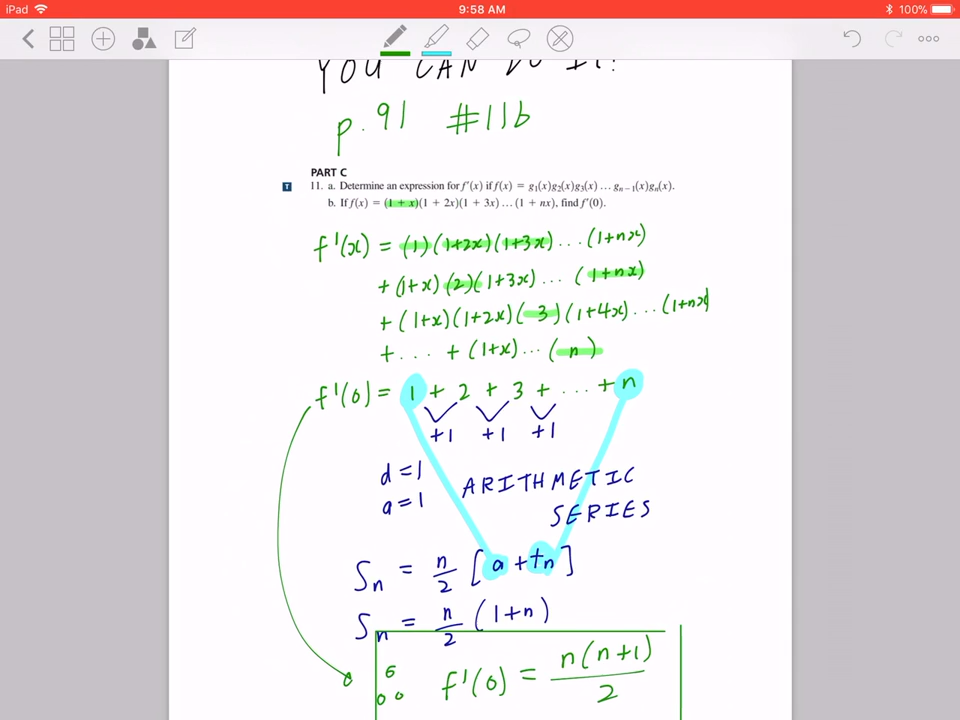 iPad 9:58 AM 100%
YOU CAN DO IT!
p. 91 #11b
PART C
T 11. a. Determine an expression for f′(x) if f(x) = g₁(x)g₂(x)g₃(x) … gₙ₋₁(x)gₙ(x).
b. If f(x) = (1 + x)(1 + 2x)(1 + 3x) … (1 + nx), find f′(0).
f'(x) = (1)(1+2x)(1+3x)...(1+nx)
+(1+x)(2)(1+3x)...(1+nx)
+(1+x)(1+2x)(3)(1+4x)...(1+nx)
+... +(1+x)...(n)
f'(0) = 1 + 2 + 3 + ... + n
+1 +1 +1
d=1
a=1
ARITHMETIC
SERIES
Sn = n/2 [a+tn]
Sn = n/2 (1+n)
f'(0) = n(n+1)/2